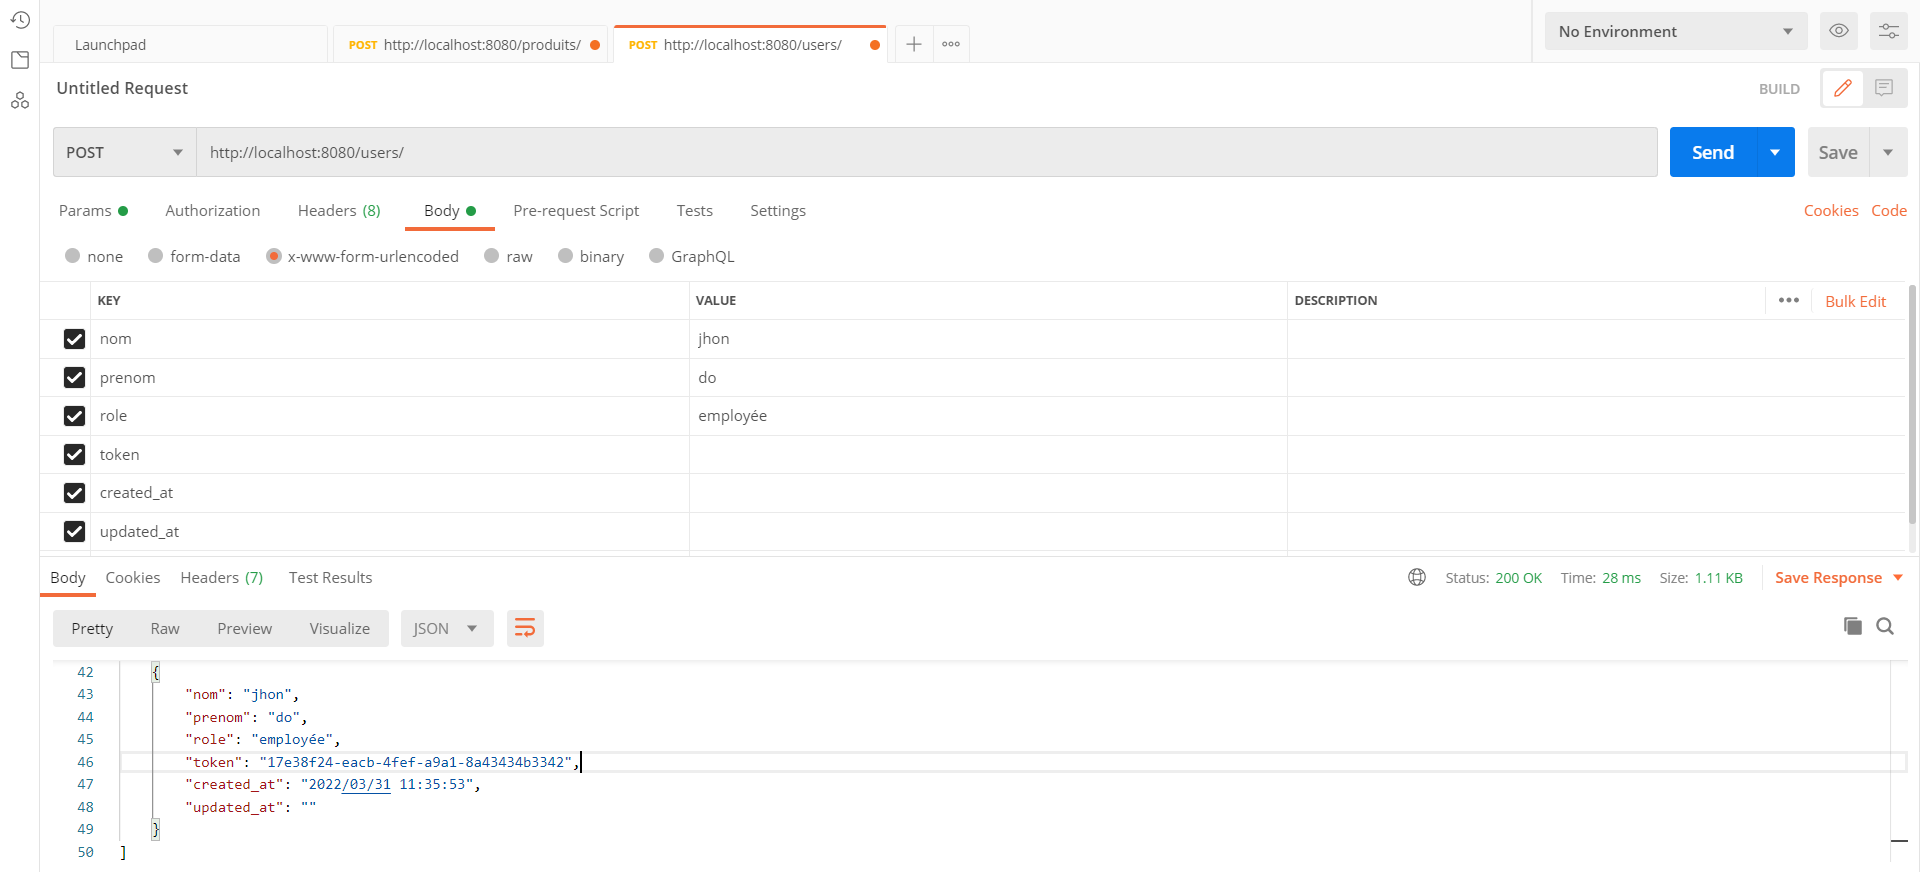 Launchpad
POST http://localhost:8080/produits/
POST http://localhost:8080/users/
No Environment
Untitled Request
BUILD
POST
http://localhost:8080/users/
Send
Save
Params
Authorization
Headers (8)
Body
Pre-request Script
Tests
Settings
Cookies
Code
none
form-data
x-www-form-urlencoded
raw
binary
GraphQL
KEY VALUE DESCRIPTION
Bulk Edit
nom jhon
prenom do
role employée
token
created_at
updated_at
Body
Cookies
Headers (7)
Test Results
Status: 200 OK
Time: 28 ms
Size: 1.11 KB
Save Response
Pretty
Raw
Preview
Visualize
JSON
42 {
43 "nom": "jhon",
44 "prenom": "do",
45 "role": "employée",
46 "token": "17e38f24-eacb-4fef-a9a1-8a43434b3342",
47 "created_at": "2022/03/31 11:35:53",
48 "updated_at": ""
49 }
50 ]